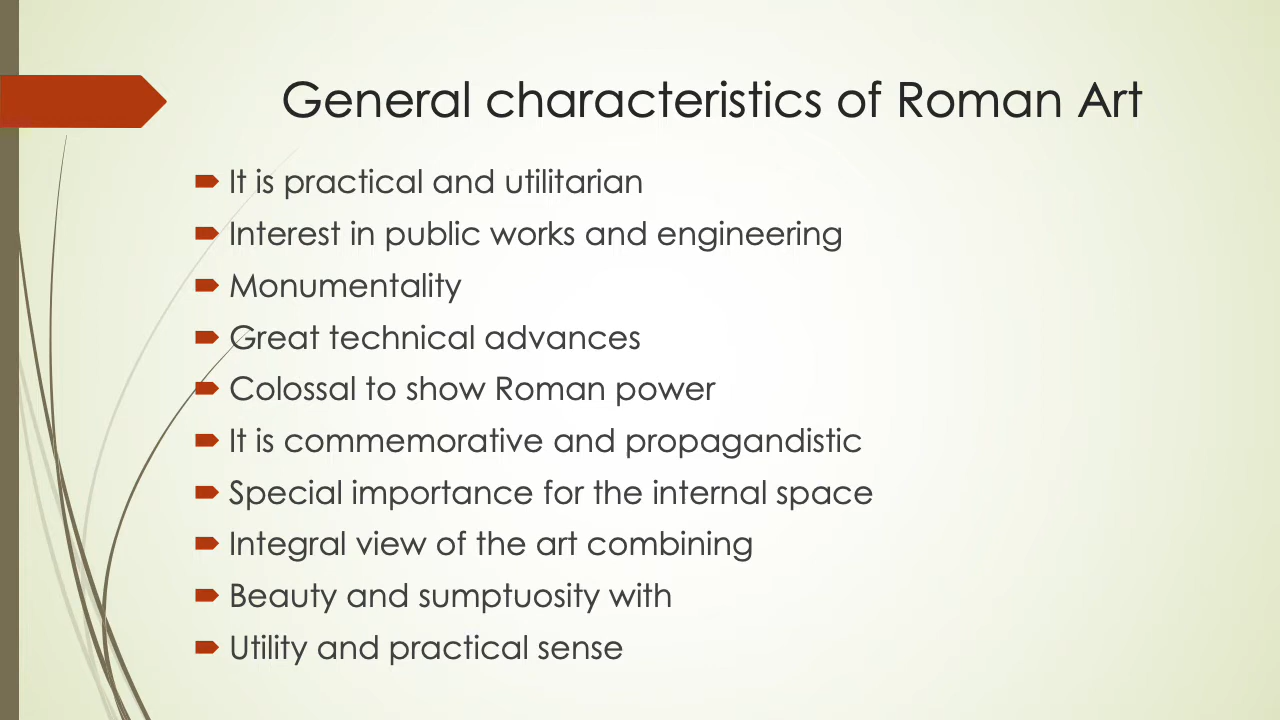 General characteristics of Roman Art
It is practical and utilitarian
Interest in public works and engineering
Monumentality
Great technical advances
Colossal to show Roman power
It is commemorative and propagandistic
Special importance for the internal space
Integral view of the art combining
Beauty and sumptuosity with
Utility and practical sense